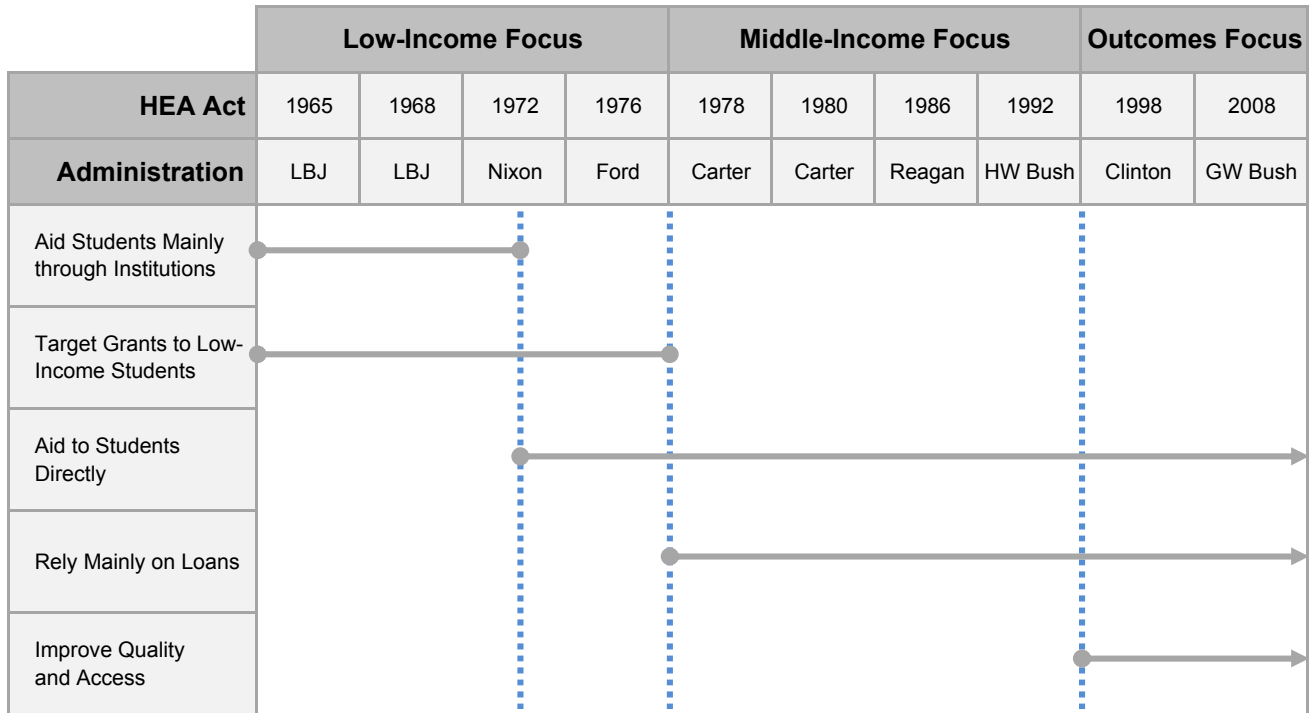 Low-Income Focus Middle-Income Focus Outcomes Focus
HEA Act 1965 1968 1972 1976 1978 1980 1986 1992 1998 2008
Administration LBJ LBJ Nixon Ford Carter Carter Reagan HW Bush Clinton GW Bush
Aid Students Mainly
through Institutions
Target Grants to Low-
Income Students
Aid to Students
Directly
Rely Mainly on Loans
Improve Quality
and Access